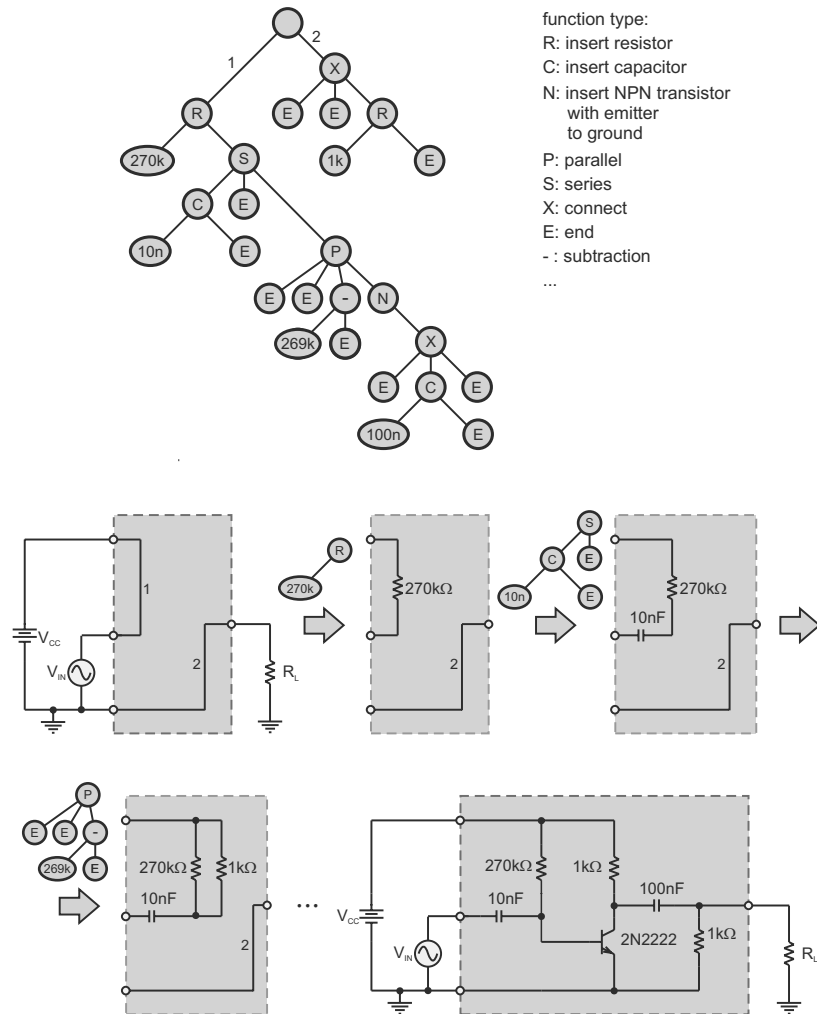 1
2
X
R
E
E
R
270k
S
1k
E
C
E
10n
E
P
E
E
-
N
269k
E
X
E
C
E
100n
E
function type:
R: insert resistor
C: insert capacitor
N: insert NPN transistor
with emitter
to ground
P: parallel
S: series
X: connect
E: end
- : subtraction
...
1
2
VCC
VIN
RL
R
270k
270kΩ
2
S
C
E
10n
E
270kΩ
10nF
2
P
E
E
-
269k
E
270kΩ
1kΩ
10nF
2
...
VCC
VIN
270kΩ
1kΩ
10nF
100nF
2N2222
1kΩ
RL